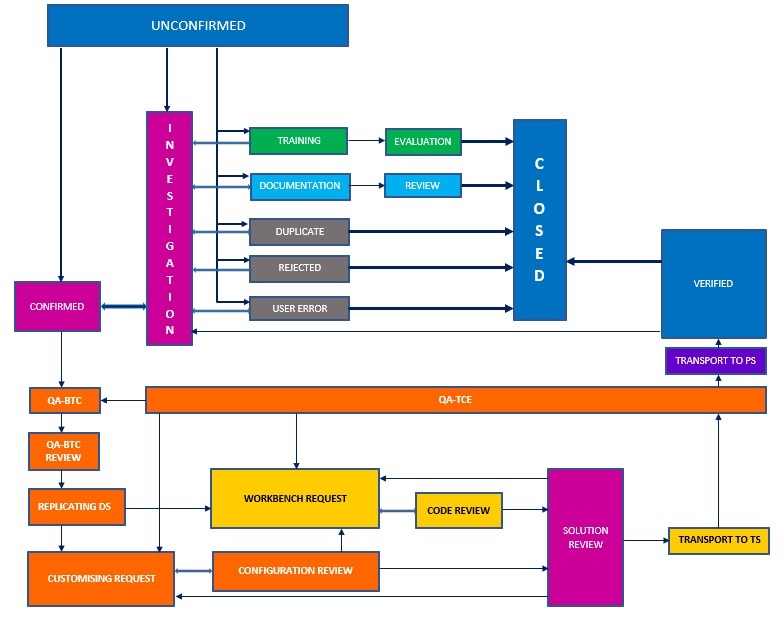 UNCONFIRMED
INVESTIGATION
TRAINING
EVALUATION
DOCUMENTATION
REVIEW
DUPLICATE
REJECTED
USER ERROR
CLOSED
VERIFIED
CONFIRMED
TRANSPORT TO PS
QA-BTC
QA-TCE
QA-BTC
REVIEW
REPLICATING DS
WORKBENCH REQUEST
CODE REVIEW
SOLUTION
REVIEW
TRANSPORT TO TS
CUSTOMISING REQUEST
CONFIGURATION REVIEW